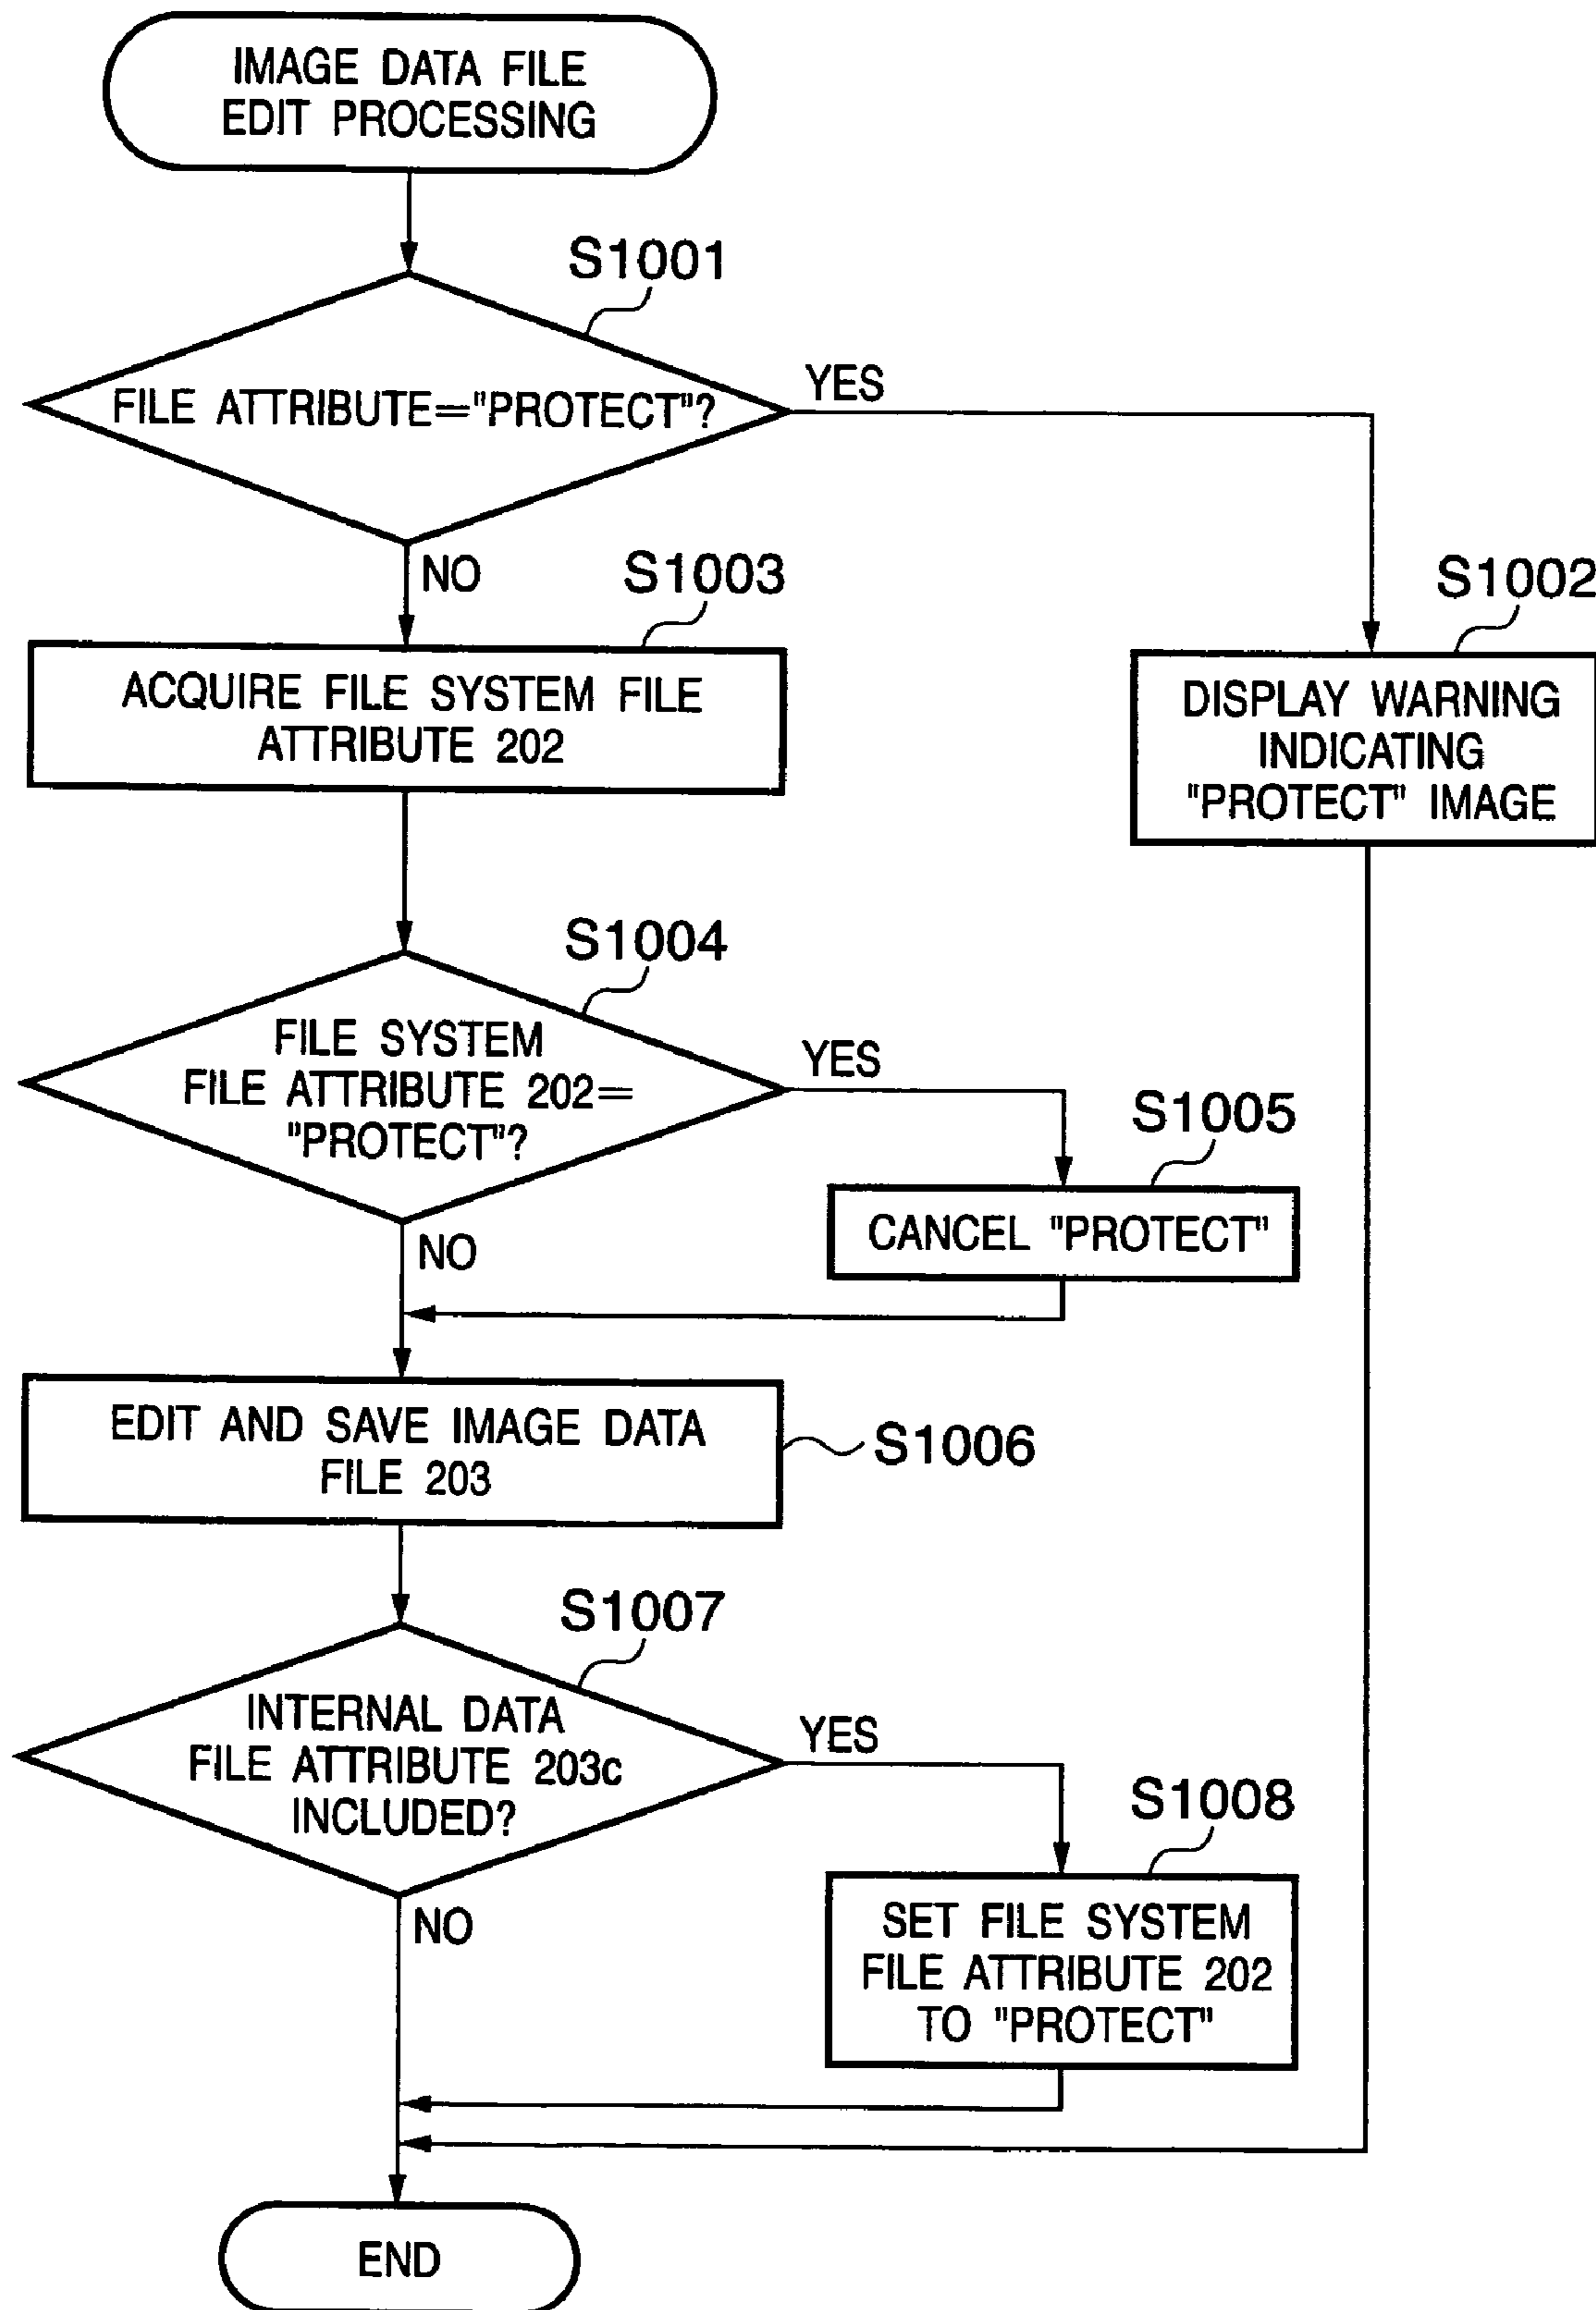 IMAGE DATA FILE
EDIT PROCESSING
S1001
FILE ATTRIBUTE="PROTECT"?
YES
NO
S1003
S1002
ACQUIRE FILE SYSTEM FILE
ATTRIBUTE 202
DISPLAY WARNING
INDICATING
"PROTECT" IMAGE
S1004
FILE SYSTEM
FILE ATTRIBUTE 202=
"PROTECT"?
YES
S1005
CANCEL "PROTECT"
NO
EDIT AND SAVE IMAGE DATA
FILE 203
S1006
S1007
INTERNAL DATA
FILE ATTRIBUTE 203c
INCLUDED?
YES
S1008
SET FILE SYSTEM
FILE ATTRIBUTE 202
TO "PROTECT"
NO
END